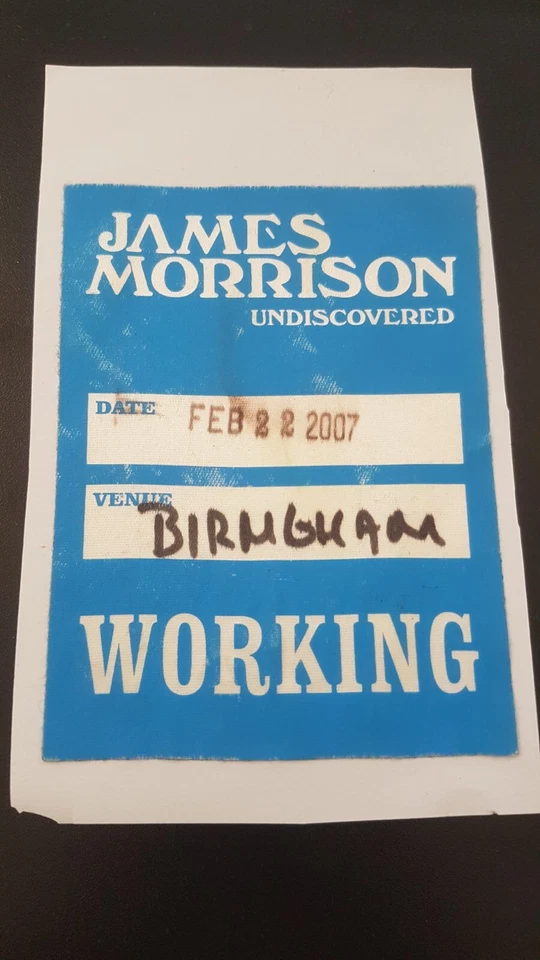 JAMES
MORRISON
UNDISCOVERED
DATE FEB 22 2007
VENUE BIRMGHAM
WORKING